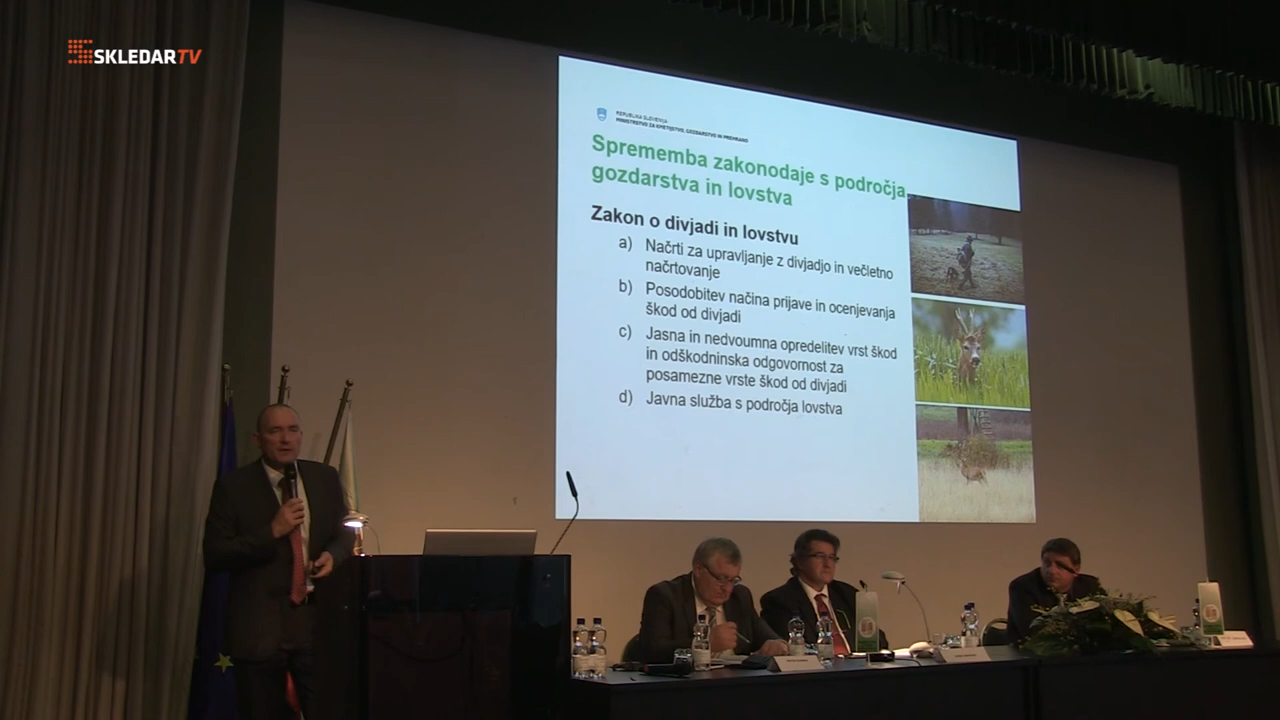 SKLEDARTV
REPUBLIKA SLOVENIJA
MINISTRSTVO ZA KMETIJSTVO, GOZDARSTVO IN PREHRANO
Sprememba zakonodaje s področja
gozdarstva in lovstva
Zakon o divjadi in lovstvu
a) Načrti za upravljanje z divjadjo in večletno
načrtovanje
b) Posodobitev načina prijave in ocenjevanja
škod od divjadi
c) Jasna in nedvoumna opredelitev vrst škod
in odškodninska odgovornost za
posamezne vrste škod od divjadi
d) Javna služba s področja lovstva